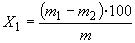 X₁ = (m₁ − m₂)·100 / m